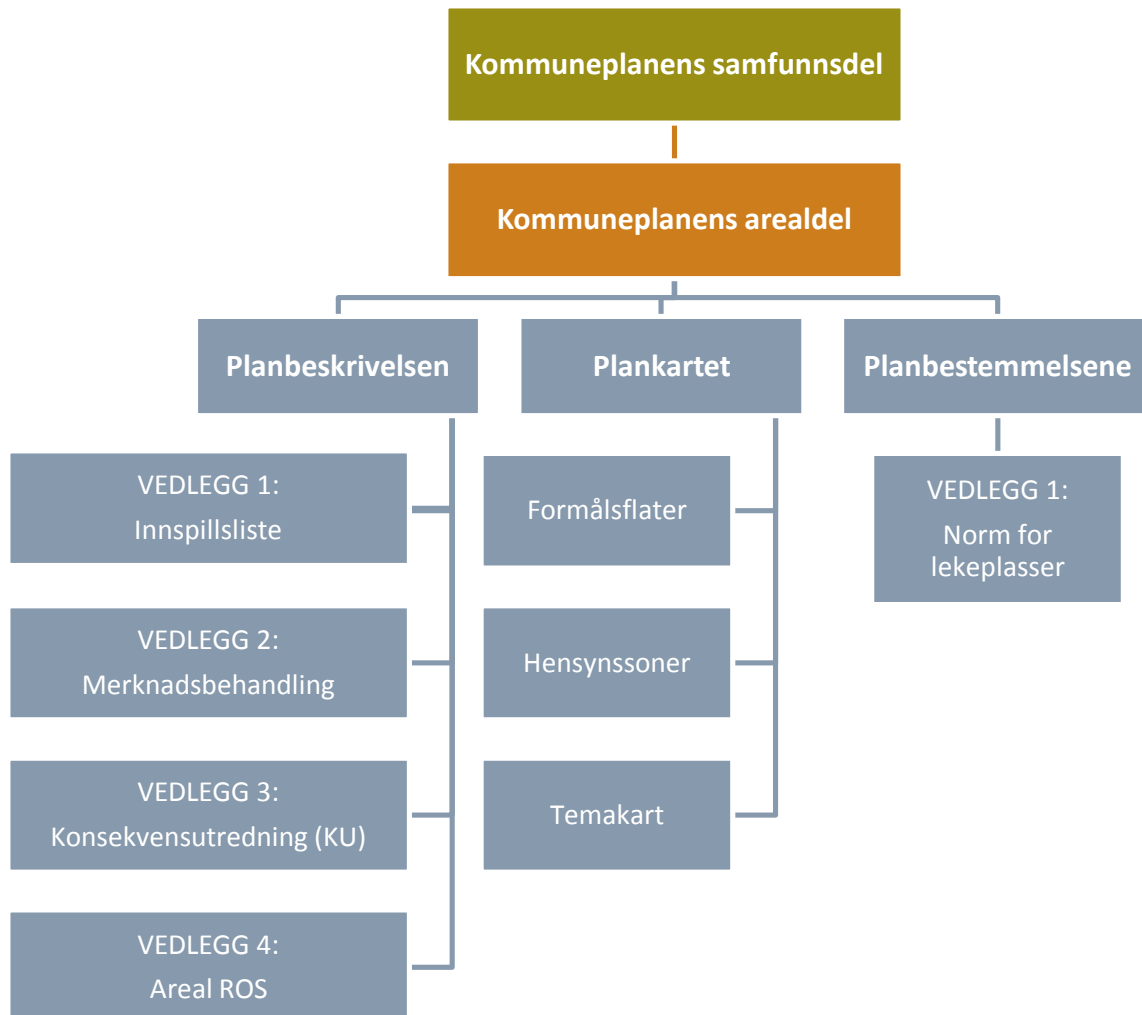 Kommuneplanens samfunnsdel
Kommuneplanens arealdel
Planbeskrivelsen
VEDLEGG 1:
Innspillsliste
VEDLEGG 2:
Merknadsbehandling
VEDLEGG 3:
Konsekvensutredning (KU)
VEDLEGG 4:
Areal ROS
Plankartet
Formålsflater
Hensynssoner
Temakart
Planbestemmelsene
VEDLEGG 1:
Norm for
lekeplasser